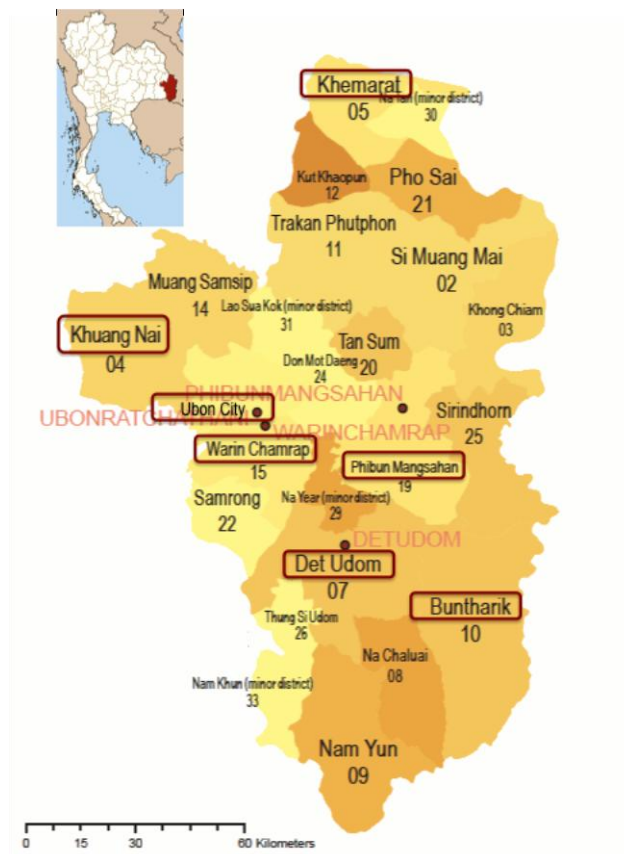 Khemarat
05
Na Tan (minor district)
30
Kut Khaopun
12
Pho Sai
21
Trakan Phutphon
11
Si Muang Mai
02
Muang Samsip
14
Lao Sua Kok (minor district)
31
Khong Chiam
03
Khuang Nai
04
Tan Sum
20
Don Mot Daeng
24
PHIBUNMANGSAHAN
Ubon City
UBONRATCHATHANI
Sirindhorn
25
WARINCHAMRAP
Warin Chamrap
15
Phibun Mangsahan
19
Samrong
22
Na Year (minor district)
29
DETUDOM
Det Udom
07
Buntharik
10
Thung Si Udom
26
Na Chaluai
08
Nam Khun (minor district)
33
Nam Yun
09
0 15 30 60 Kilometers